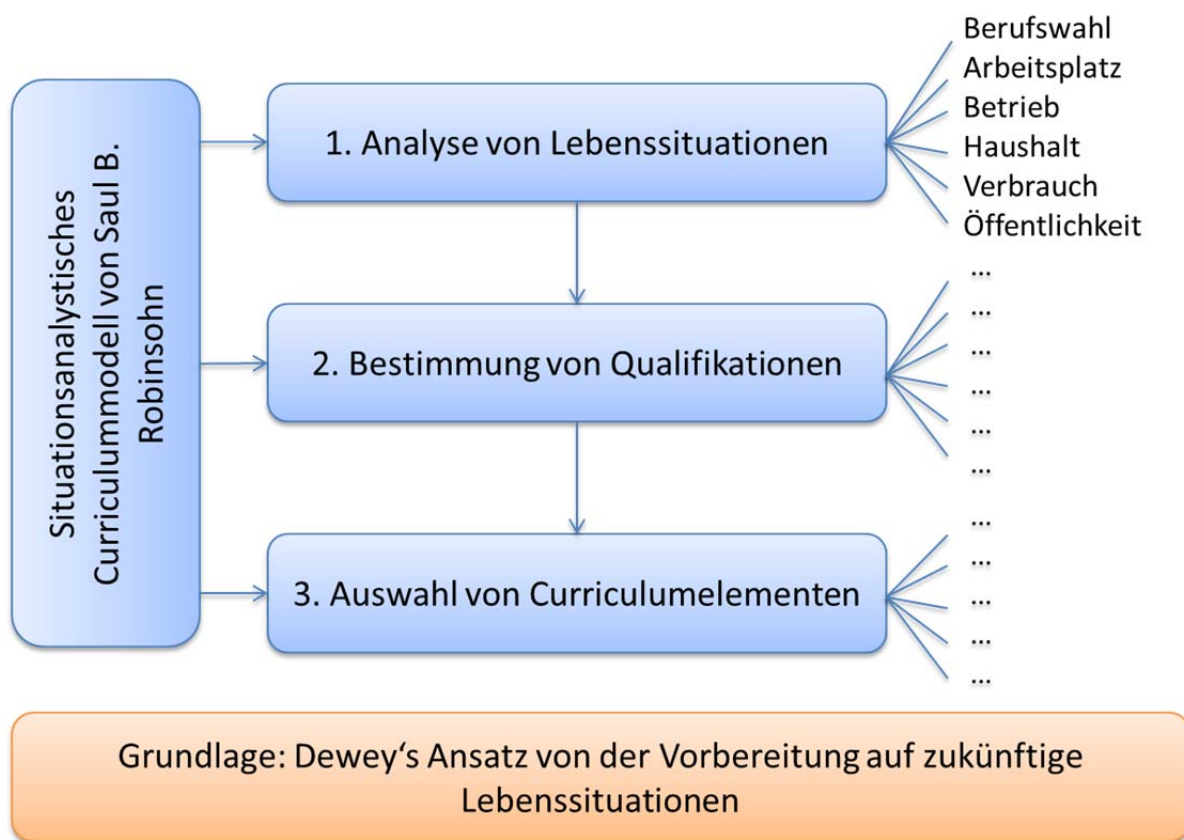 Situationsanalystisches
Curriculummodell von Saul B.
Robinsohn
1. Analyse von Lebenssituationen
Berufswahl
Arbeitsplatz
Betrieb
Haushalt
Verbrauch
Öffentlichkeit
2. Bestimmung von Qualifikationen
...
...
...
...
...
...
3. Auswahl von Curriculumelementen
...
...
...
...
...
Grundlage: Dewey‘s Ansatz von der Vorbereitung auf zukünftige
Lebenssituationen